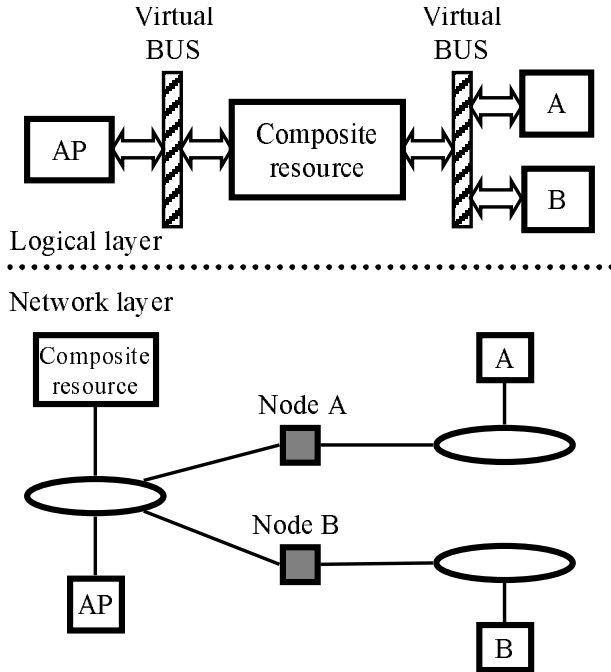 Virtual
BUS
Virtual
BUS
AP
Composite
resource
A
B
Logical layer
Network layer
Composite
resource
A
Node A
Node B
AP
B